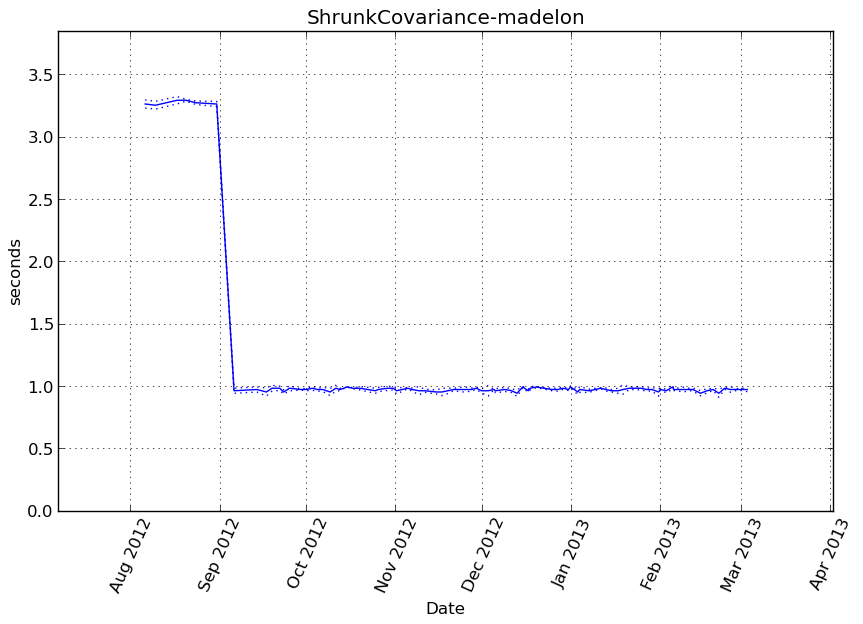 ShrunkCovariance-madelon
3.5
3.0
2.5
2.0
1.5
1.0
0.5
0.0
seconds
Aug 2012
Sep 2012
Oct 2012
Nov 2012
Dec 2012
Jan 2013
Feb 2013
Mar 2013
Apr 2013
Date